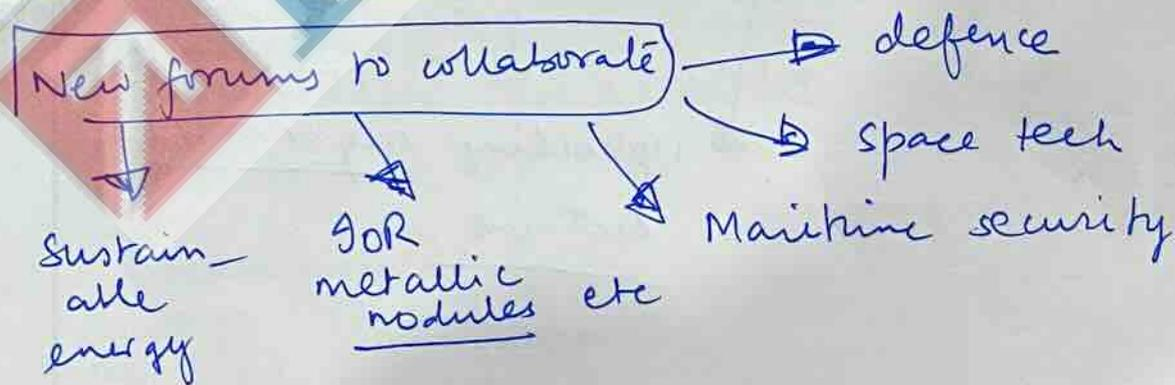 New forums to collaborate
defence
space tech
Maritime security
sustain-
able
energy
IOR
metallic
nodules etc